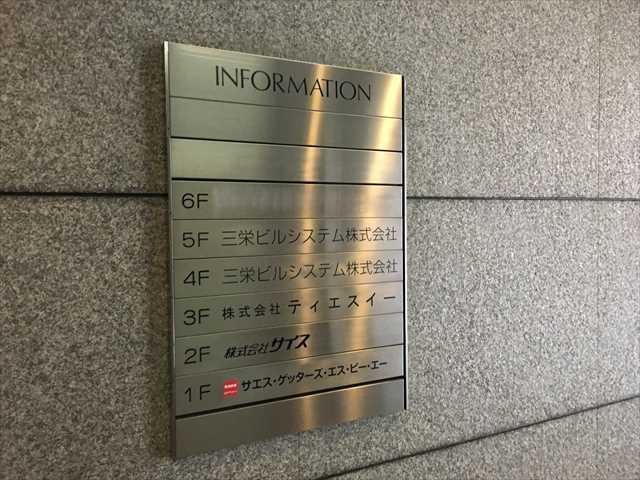 INFORMATION
6F
5F 三栄ビルシステム株式会社
4F 三栄ビルシステム株式会社
3F 株式会社 ティエスイー
2F 株式会社サイス
1F サエス・ゲッターズ・エス・ピー・エー